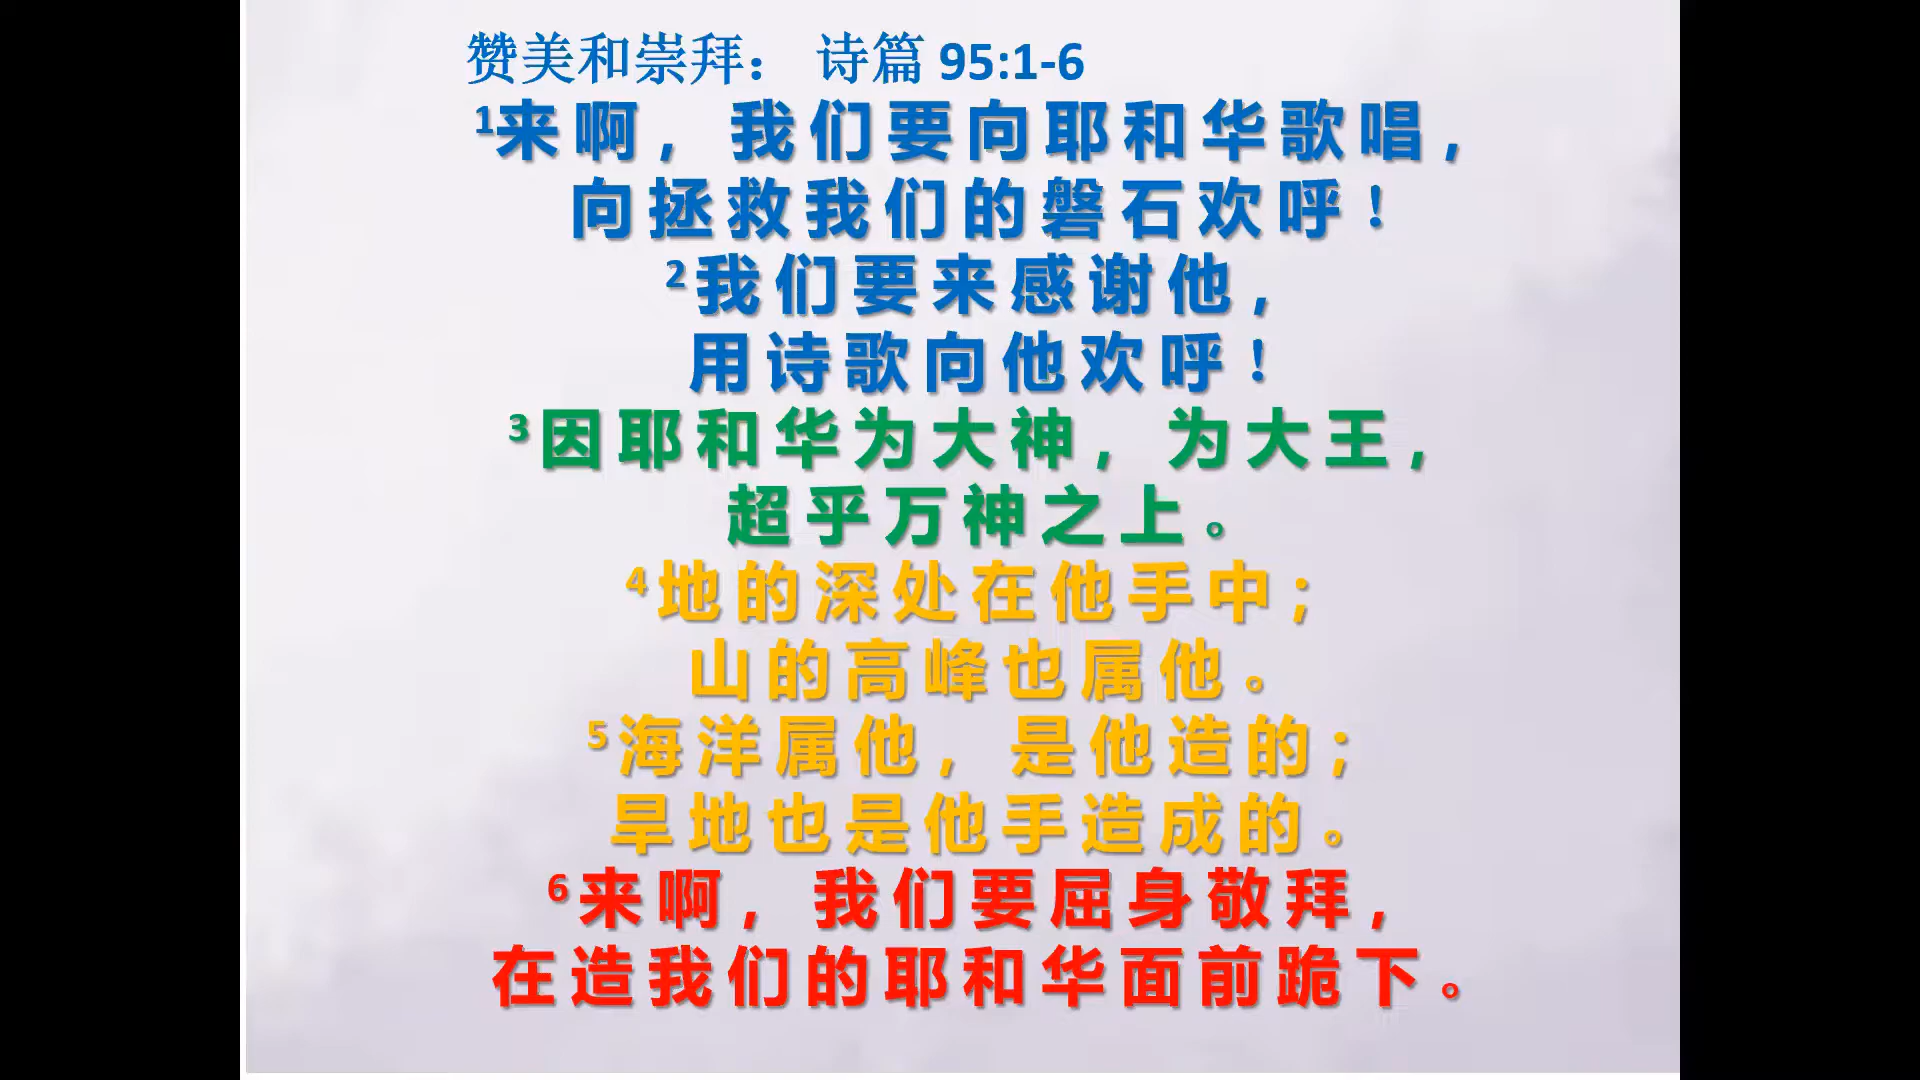 赞美和崇拜： 诗篇 95:1-6
1来啊，我们要向耶和华歌唱，
向拯救我们的磐石欢呼！
2我们要来感谢他，
用诗歌向他欢呼！
3因耶和华为大神，为大王，
超乎万神之上。
4地的深处在他手中；
山的高峰也属他。
5海洋属他，是他造的；
旱地也是他手造成的。
6来啊，我们要屈身敬拜，
在造我们的耶和华面前跪下。